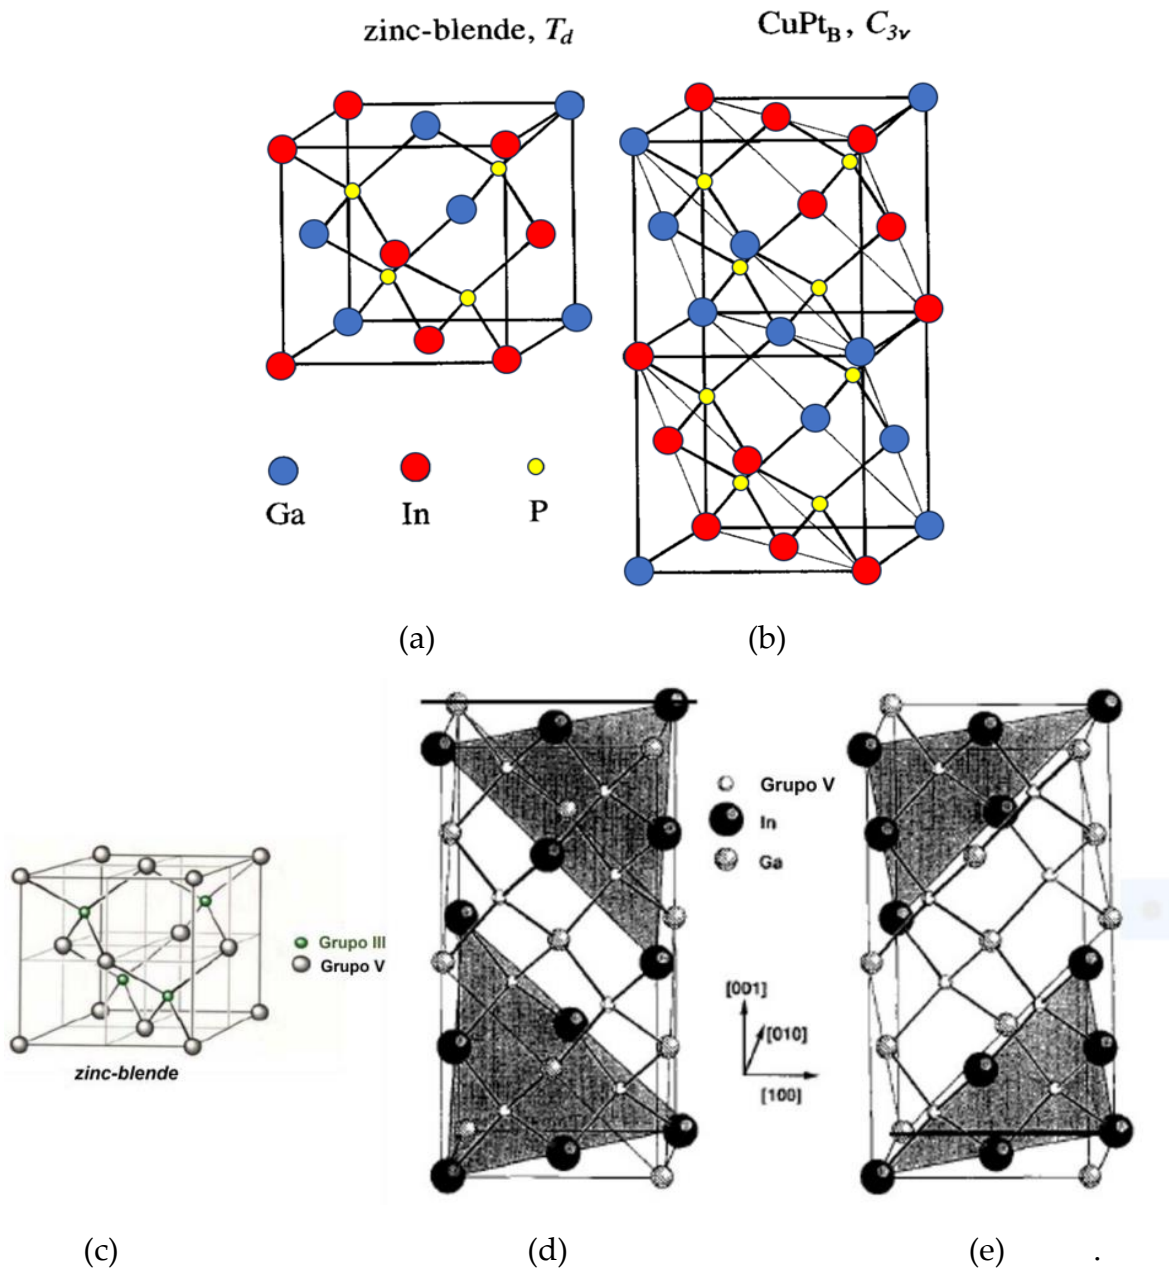 zinc-blende, T_d
CuPt_B, C_3v
Ga
In
P
(a)
(b)
Grupo V
In
Ga
Grupo III
Grupo V
zinc-blende
[001]
[010]
[100]
(c)
(d)
(e)
.